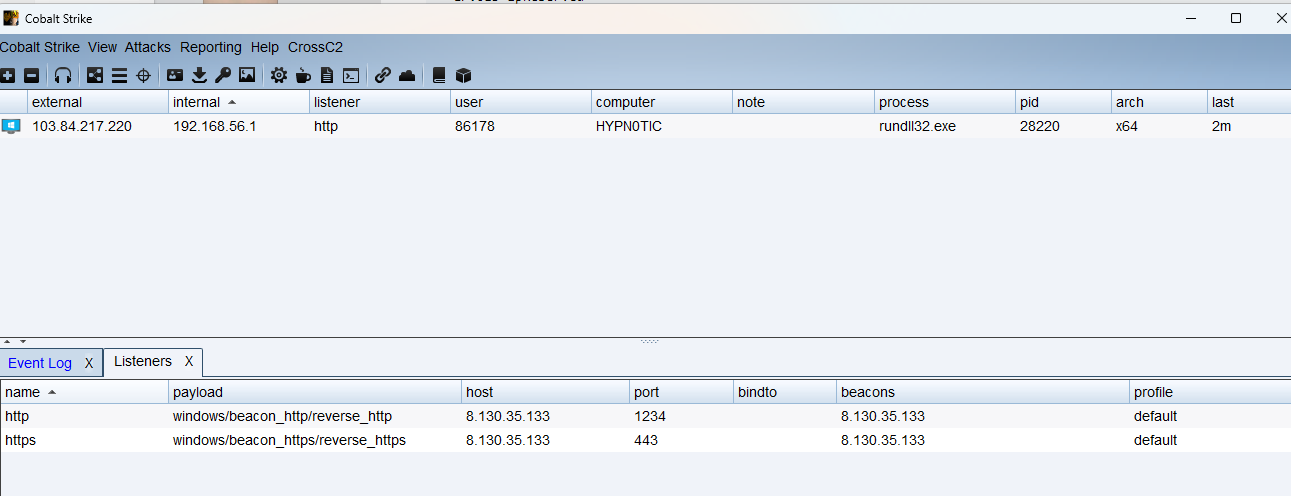 Cobalt Strike
Cobalt Strike View Attacks Reporting Help CrossC2
external internal listener user computer note process pid arch last
103.84.217.220 192.168.56.1 http 86178 HYPN0TIC rundll32.exe 28220 x64 2m
Event Log X Listeners X
name payload host port bindto beacons profile
http windows/beacon_http/reverse_http 8.130.35.133 1234 8.130.35.133 default
https windows/beacon_https/reverse_https 8.130.35.133 443 8.130.35.133 default